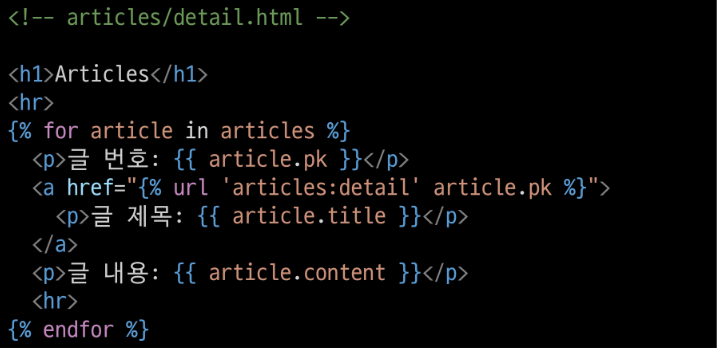 <!-- articles/detail.html -->
<h1>Articles</h1>
<hr>
{% for article in articles %}
<p>글 번호: {{ article.pk }}</p>
<a href="{% url 'articles:detail' article.pk %}">
<p>글 제목: {{ article.title }}</p>
</a>
<p>글 내용: {{ article.content }}</p>
<hr>
{% endfor %}